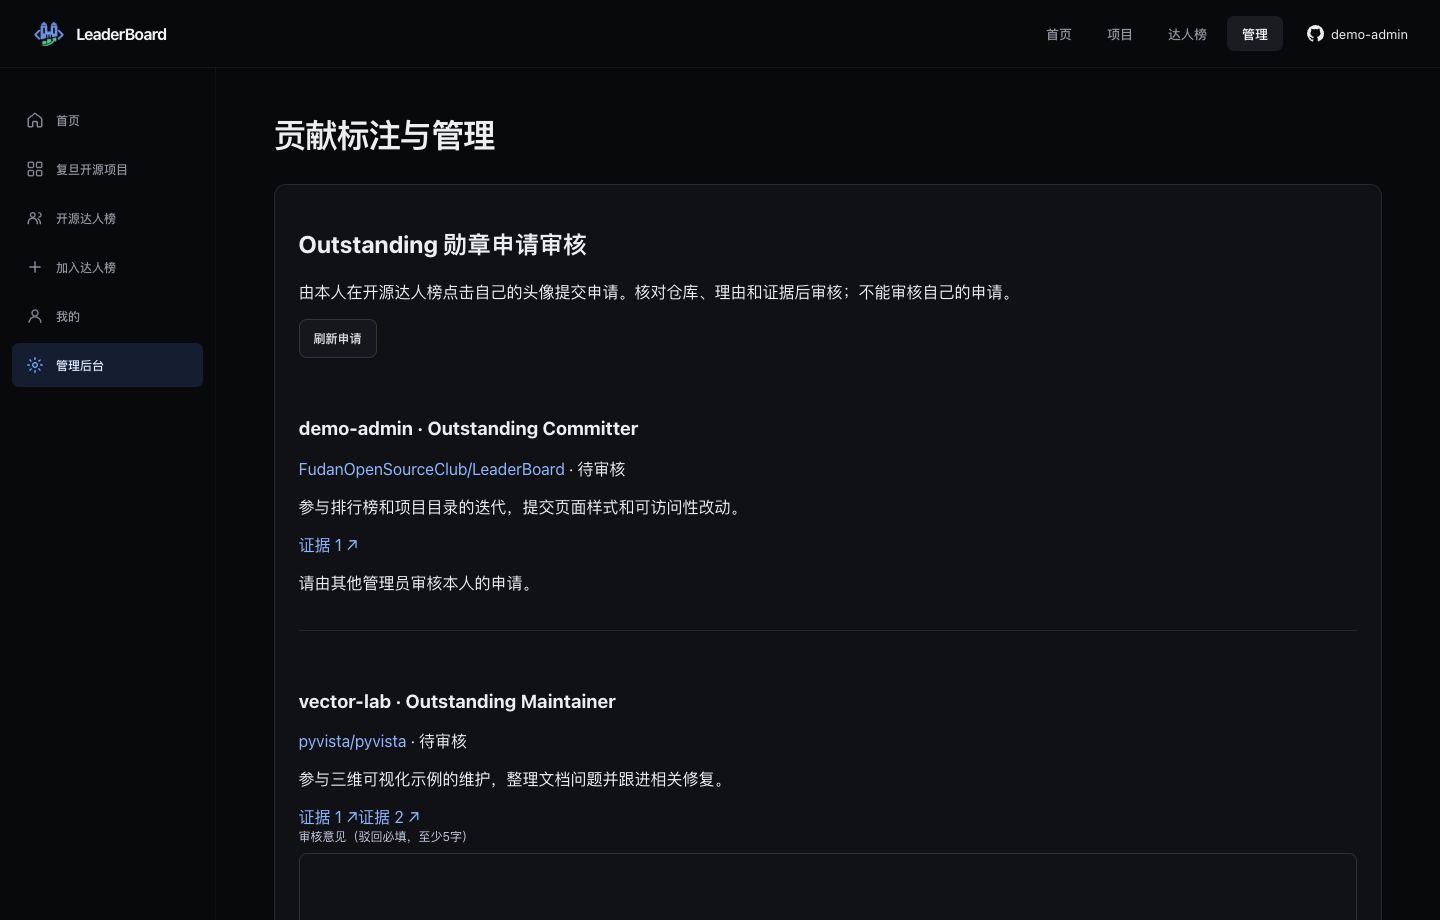 LeaderBoard
首页
项目
达人榜
管理
demo-admin
首页
复旦开源项目
开源达人榜
加入达人榜
我的
管理后台
贡献标注与管理
Outstanding 勋章申请审核
由本人在开源达人榜点击自己的头像提交申请。核对仓库、理由和证据后审核；不能审核自己的申请。
刷新申请
demo-admin · Outstanding Committer
FudanOpenSourceClub/LeaderBoard · 待审核
参与排行榜和项目目录的迭代，提交页面样式和可访问性改动。
证据 1 ↗
请由其他管理员审核本人的申请。
vector-lab · Outstanding Maintainer
pyvista/pyvista · 待审核
参与三维可视化示例的维护，整理文档问题并跟进相关修复。
证据 1 ↗证据 2 ↗
审核意见（驳回必填，至少5字）